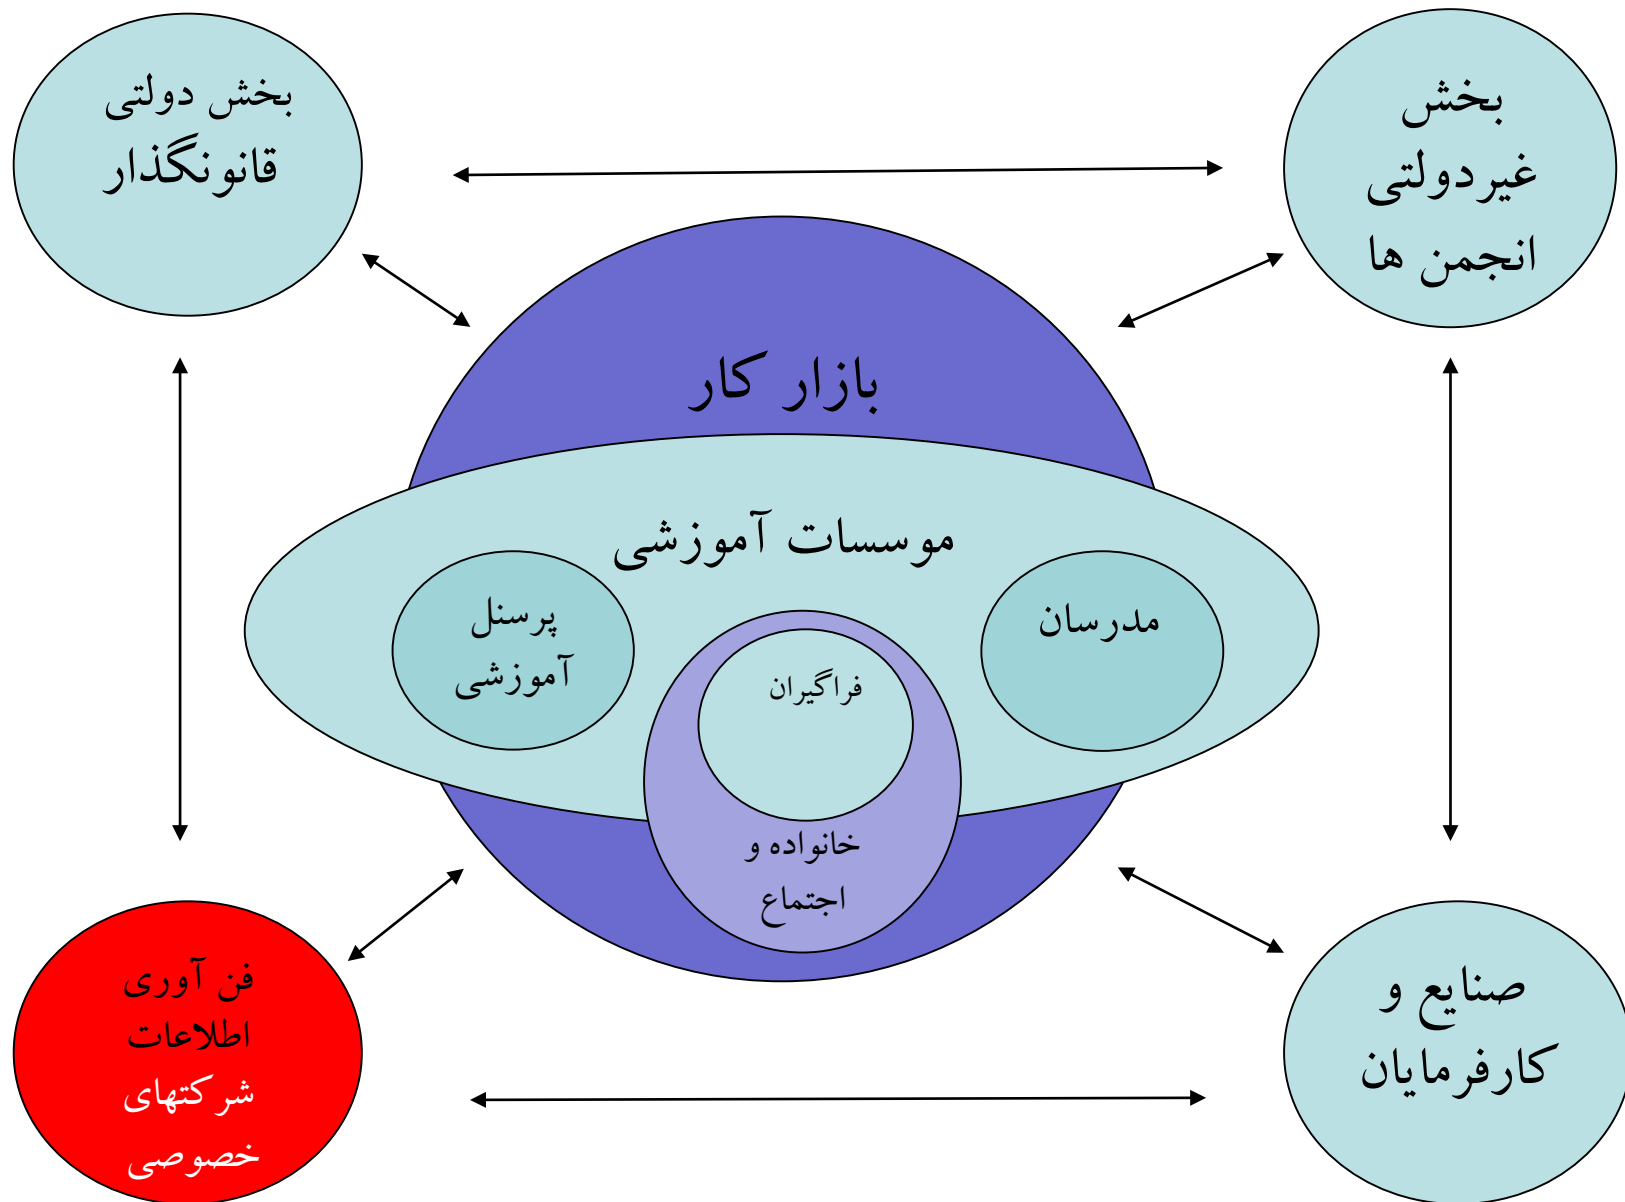 بخش دولتی
قانونگذار
بخش
غیردولتی
انجمن ها
بازار کار
موسسات آموزشی
پرسنل
آموزشی
مدرسان
فراگیران
خانواده و
اجتماع
فن آوری
اطلاعات
شرکتهای
خصوصی
صنایع و
کارفرمایان